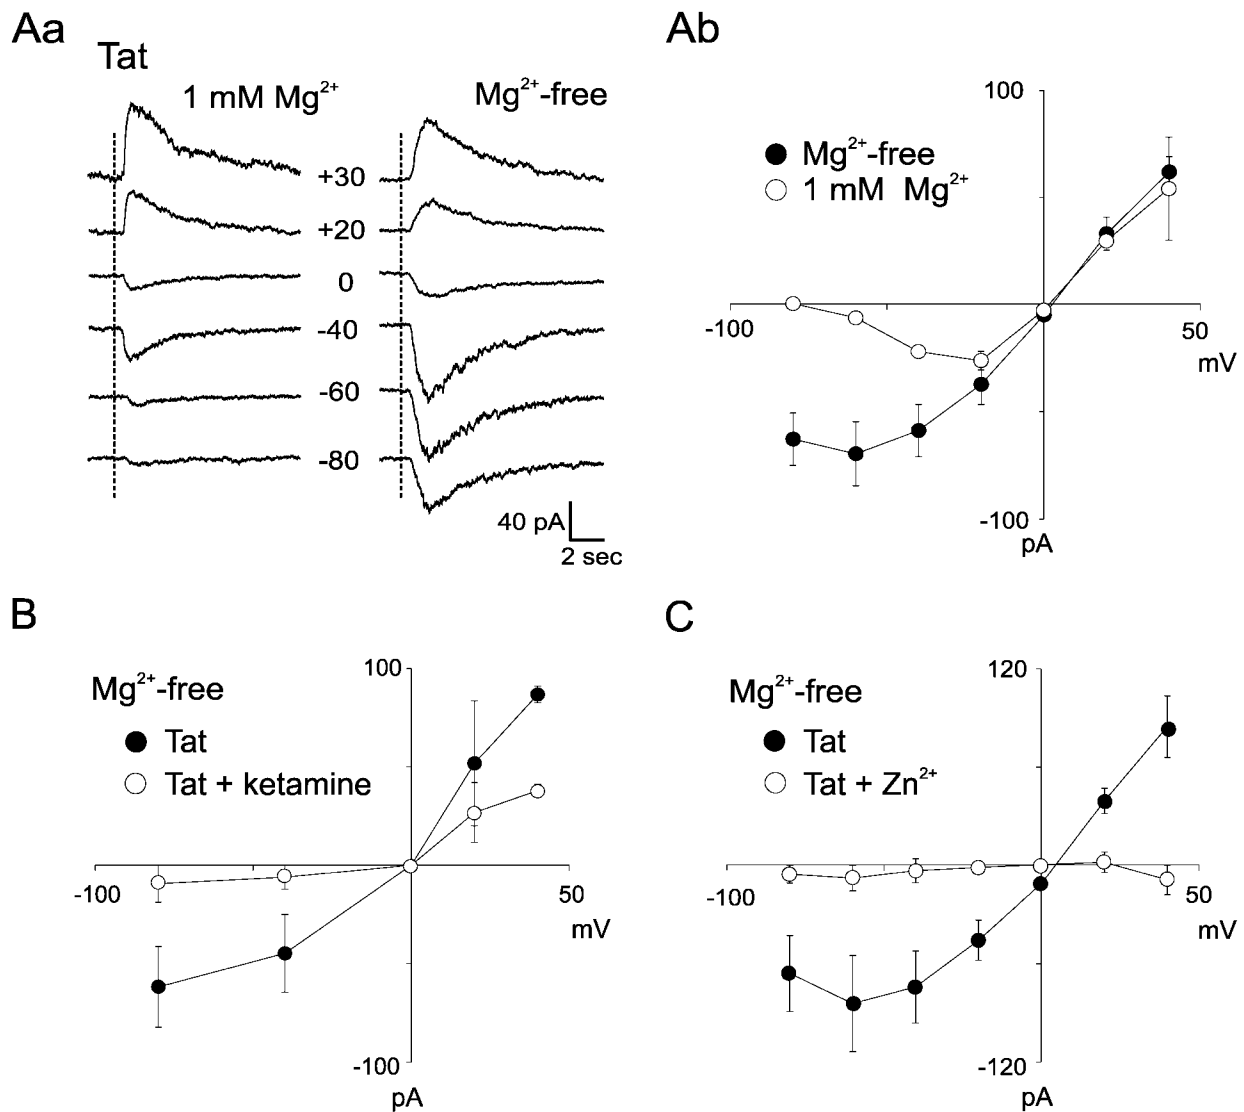 Aa
Tat
1 mM Mg²⁺
Mg²⁺-free
+30
+20
0
-40
-60
-80
40 pA
2 sec
Ab
100
Mg²⁺-free
1 mM Mg²⁺
-100
50
mV
-100
pA
B
100
Mg²⁺-free
Tat
Tat + ketamine
-100
50
mV
-100
pA
C
120
Mg²⁺-free
Tat
Tat + Zn²⁺
-100
50
mV
-120
pA